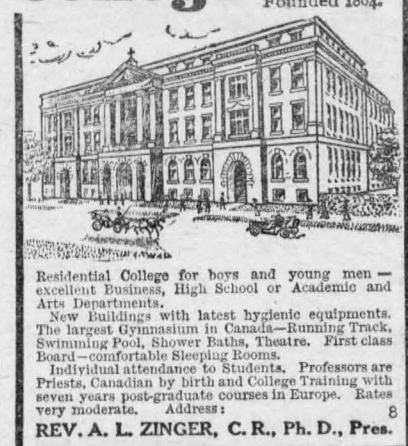 Founded 1864.
Residential College for boys and young men —
excellent Business, High School or Academic and
Arts Departments.
New Buildings with latest hygienic equipments.
The largest Gymnasium in Canada—Running Track,
Swimming Pool, Shower Baths, Theatre. First class
Board—comfortable Sleeping Rooms.
Individual attendance to Students. Professors are
Priests, Canadian by birth and College Training with
seven years post-graduate courses in Europe. Rates
very moderate. Address: 8
REV. A. L. ZINGER, C. R., Ph. D., Pres.